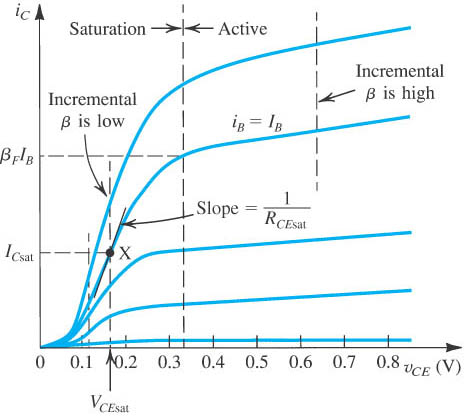 i_C
Saturation
Active
Incremental
β is low
Incremental
β is high
i_B = I_B
β_F I_B
Slope = 1 / R_CEsat
I_Csat
X
0 0.1 0.2 0.3 0.4 0.5 0.6 0.7 0.8 v_CE (V)
V_CEsat